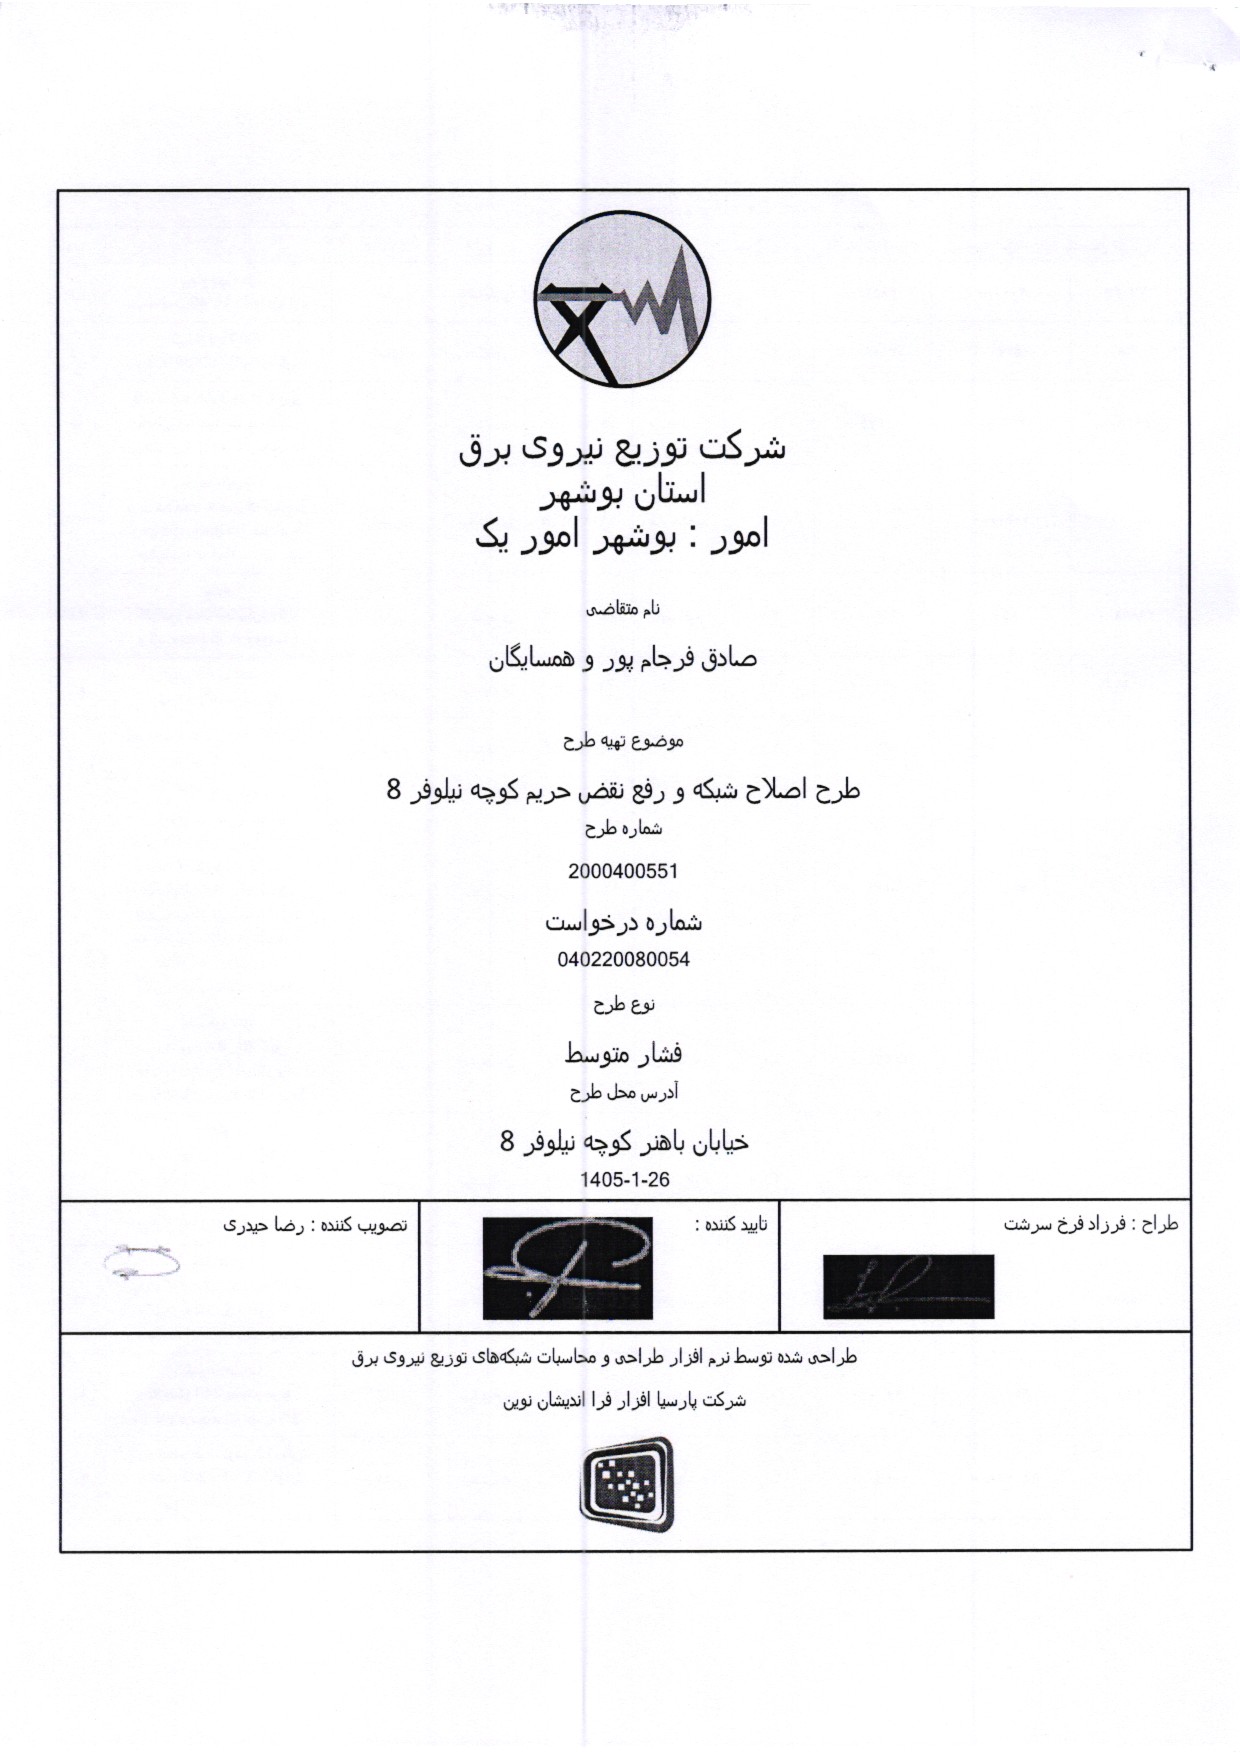 شرکت توزیع نیروی برق
استان بوشهر
امور : بوشهر امور یک
نام متقاضی
صادق فرجام پور و همسایگان
موضوع تهیه طرح
طرح اصلاح شبکه و رفع نقض حریم کوچه نیلوفر 8
شماره طرح
2000400551
شماره درخواست
040220080054
نوع طرح
فشار متوسط
آدرس محل طرح
خیابان باهنر کوچه نیلوفر 8
1405-1-26
طراح : فرزاد فرخ سرشت
تایید کننده :
تصویب کننده : رضا حیدری
طراحی شده توسط نرم افزار طراحی و محاسبات شبکه‌های توزیع نیروی برق
شرکت پارسیا افزار فرا اندیشان نوین